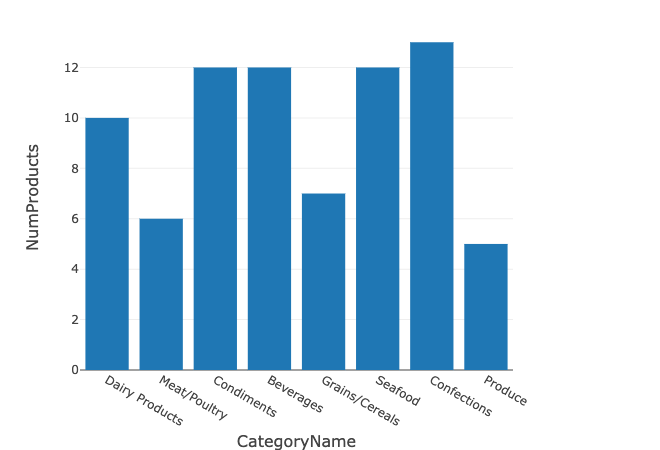 NumProducts
12
10
8
6
4
2
0
Dairy Products
Meat/Poultry
Condiments
Beverages
Grains/Cereals
Seafood
Confections
Produce
CategoryName